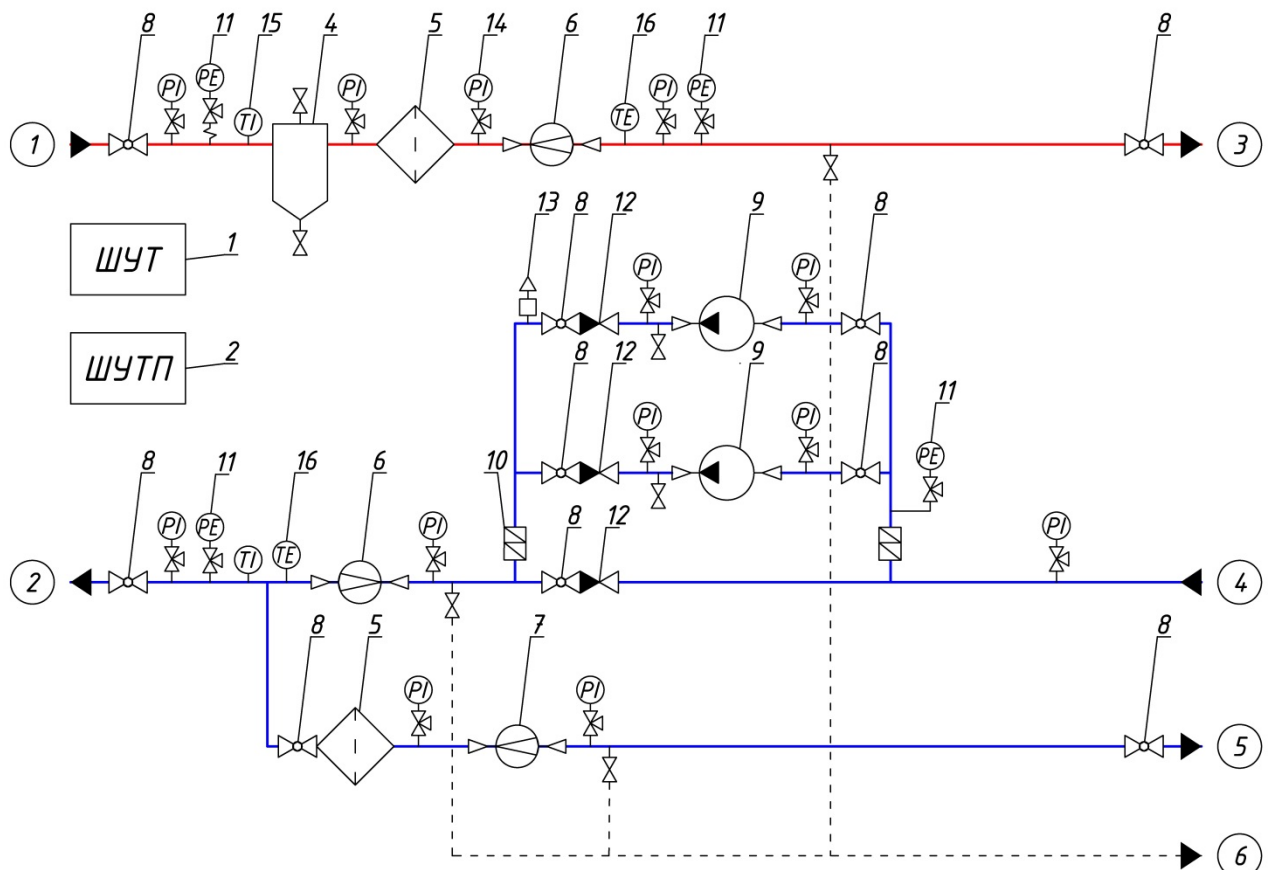 8 11 15 4 5 14 6 16 11 8
PI PE PI PI PI PE
TI TE
1 3
13 8 12 9 8
ШУТ 1
PI PI
ШУТП 2
8 12 9 8
11
PI PI
PE
8 11 16 6 10
8 12
PI PE PI PI
TI TE
2 4
8 5 7 8
PI PI
5
6